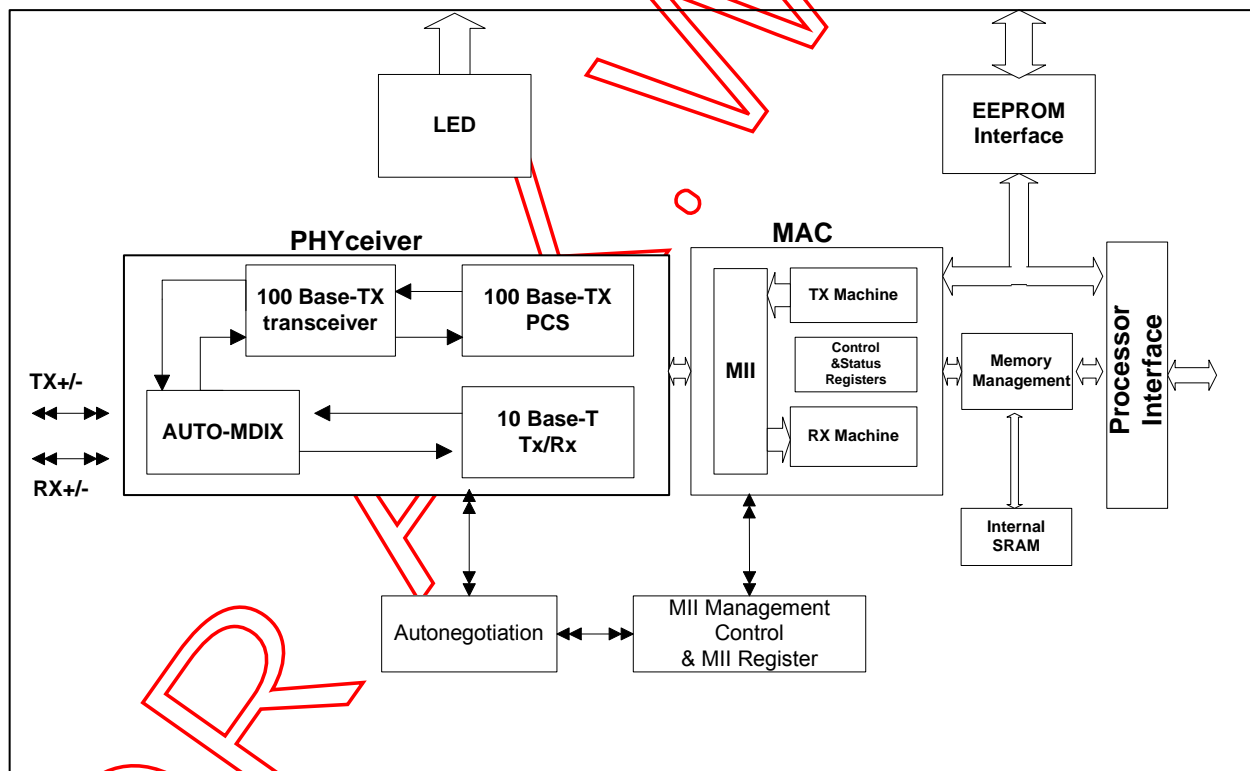 LED
EEPROM
Interface
PHYceiver
MAC
100 Base-TX
transceiver
100 Base-TX
PCS
MII
TX Machine
Control
&Status
Registers
Memory
Management
Processor
Interface
TX+/-
RX+/-
AUTO-MDIX
10 Base-T
Tx/Rx
RX Machine
Internal
SRAM
Autonegotiation
MII Management
Control
& MII Register